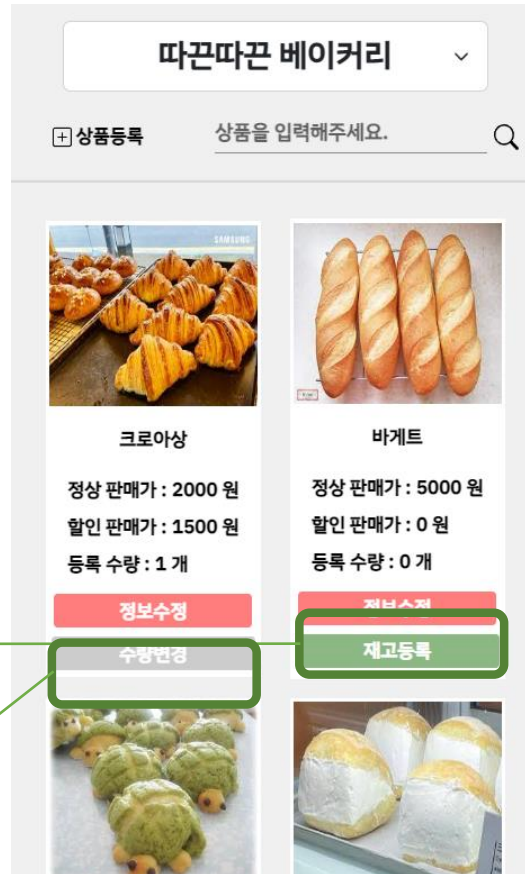 따끈따끈 베이커리
상품등록
상품을 입력해주세요.
SAMSUNG
크로아상
정상 판매가 : 2000 원
할인 판매가 : 1500 원
등록 수량 : 1 개
정보수정
수량변경
바게트
정상 판매가 : 5000 원
할인 판매가 : 0 원
등록 수량 : 0 개
정보수정
재고등록